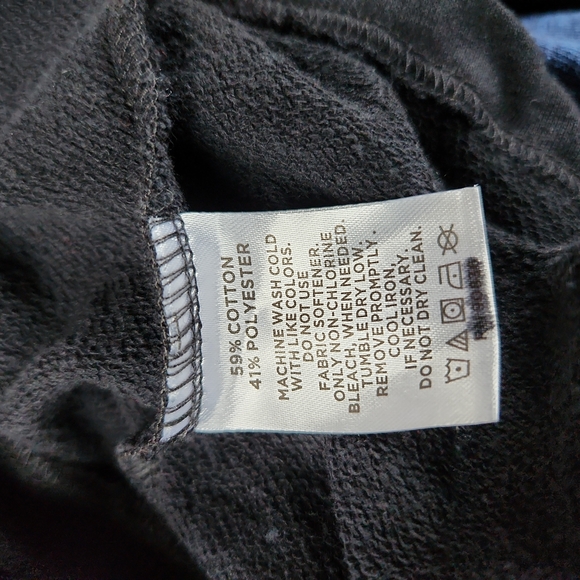 59% COTTON
41% POLYESTER
MACHINE WASH COLD
WITH LIKE COLORS.
DO NOT USE
FABRIC SOFTENER.
ONLY NON-CHLORINE
BLEACH, WHEN NEEDED.
TUMBLE DRY LOW.
REMOVE PROMPTLY.
COOL IRON,
IF NECESSARY.
DO NOT DRY CLEAN.